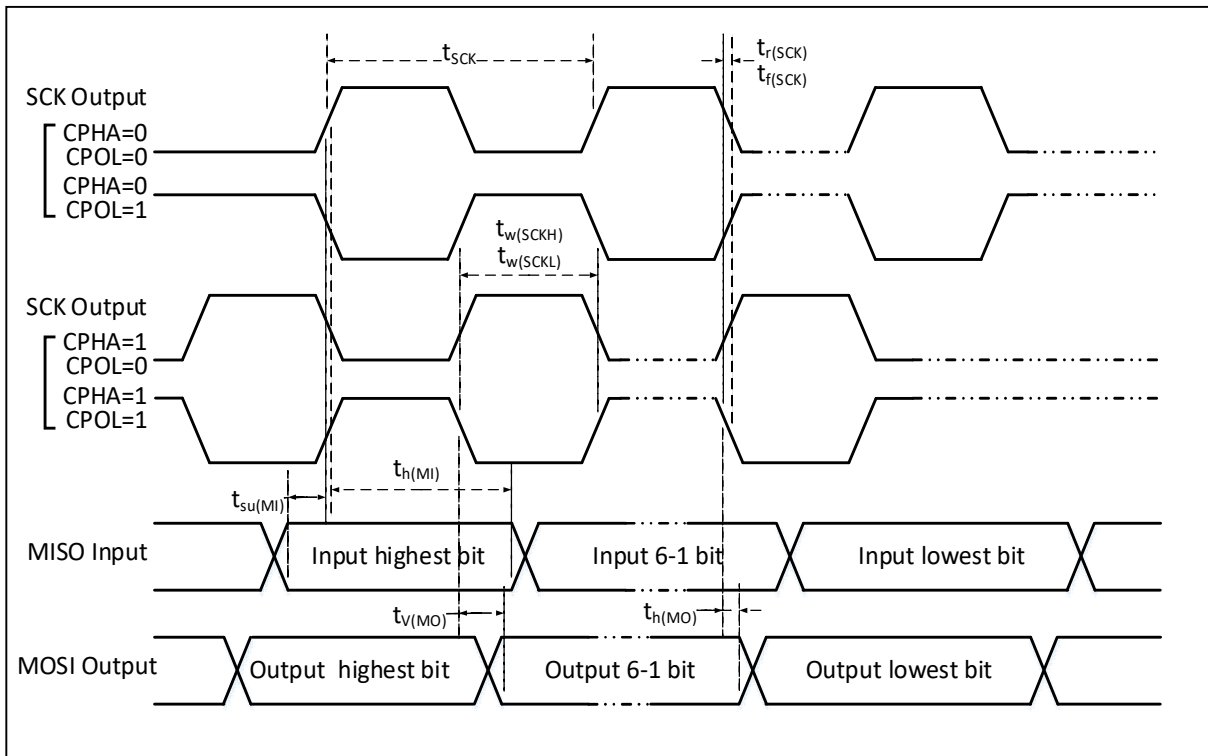 tSCK
tr(SCK)
tf(SCK)
SCK Output
CPHA=0
CPOL=0
CPHA=0
CPOL=1
tw(SCKH)
tw(SCKL)
SCK Output
CPHA=1
CPOL=0
CPHA=1
CPOL=1
th(MI)
tsu(MI)
MISO Input
Input highest bit
Input 6-1 bit
Input lowest bit
tV(MO)
th(MO)
MOSI Output
Output highest bit
Output 6-1 bit
Output lowest bit